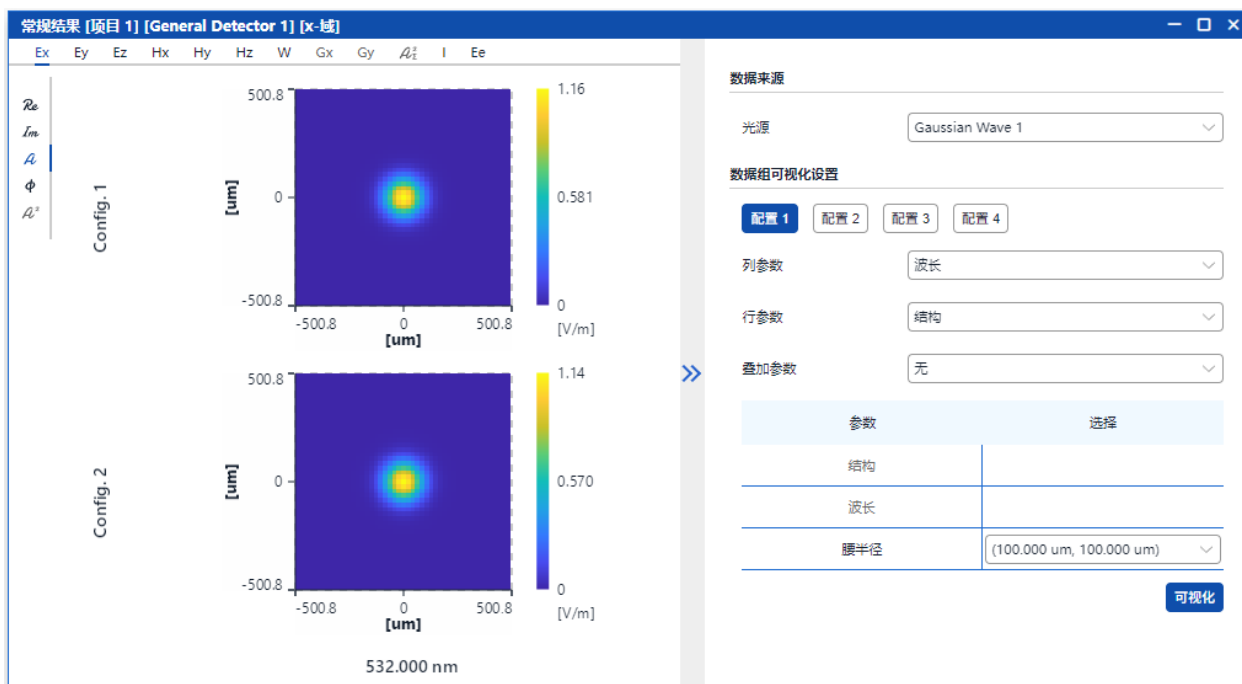 常规结果 [项目 1] [General Detector 1] [x-域]
Ex Ey Ez Hx Hy Hz W Gx Gy 𝒜²Σ I Ee
Re
Im
𝒜
ϕ
𝒜²
Config. 1
[um]
500.8
0
-500.8
-500.8 0 500.8
[um]
1.16
0.581
0
[V/m]
Config. 2
[um]
500.8
0
-500.8
-500.8 0 500.8
[um]
1.14
0.570
0
[V/m]
532.000 nm
数据来源
光源 Gaussian Wave 1
数据组可视化设置
配置 1 配置 2 配置 3 配置 4
列参数 波长
行参数 结构
叠加参数 无
参数 选择
结构
波长
腰半径 (100.000 um, 100.000 um)
可视化